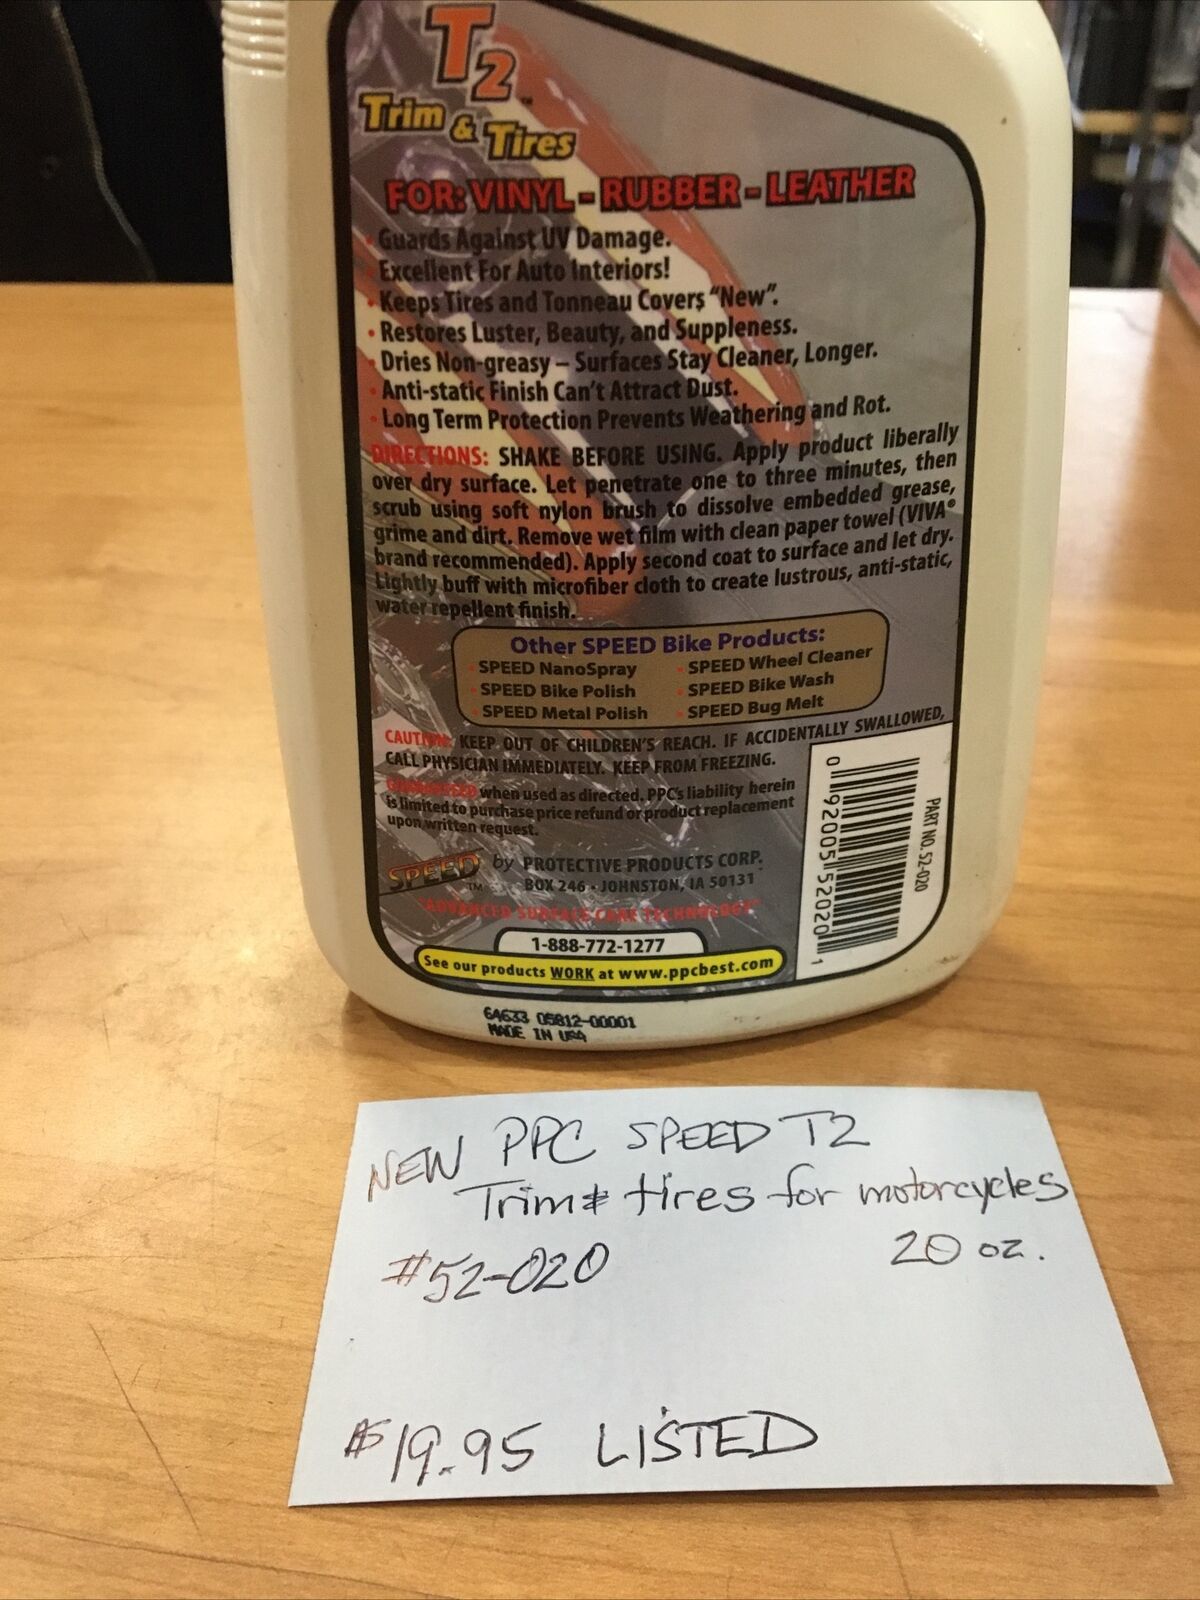 T2™
Trim & Tires
FOR: VINYL - RUBBER - LEATHER
• Guards Against UV Damage.
• Excellent For Auto Interiors!
• Keeps Tires and Tonneau Covers "New".
• Restores Luster, Beauty, and Suppleness.
• Dries Non-greasy – Surfaces Stay Cleaner, Longer.
• Anti-static Finish Can't Attract Dust.
• Long Term Protection Prevents Weathering and Rot.
DIRECTIONS: SHAKE BEFORE USING. Apply product liberally
over dry surface. Let penetrate one to three minutes, then
scrub using soft nylon brush to dissolve embedded grease,
grime and dirt. Remove wet film with clean paper towel (VIVA®
brand recommended). Apply second coat to surface and let dry.
Lightly buff with microfiber cloth to create lustrous, anti-static,
water repellent finish.
Other SPEED Bike Products:
• SPEED NanoSpray • SPEED Wheel Cleaner
• SPEED Bike Polish • SPEED Bike Wash
• SPEED Metal Polish • SPEED Bug Melt
CAUTION: KEEP OUT OF CHILDREN'S REACH. IF ACCIDENTALLY SWALLOWED,
CALL PHYSICIAN IMMEDIATELY. KEEP FROM FREEZING.
GUARANTEED when used as directed. PPC's liability herein
is limited to purchase price refund or product replacement
upon written request.
SPEED™ by PROTECTIVE PRODUCTS CORP.
BOX 246 • JOHNSTON, IA 50131
"ADVANCED SURFACE CARE TECHNOLOGY"
1-888-772-1277
See our products WORK at www.ppcbest.com
PART NO. 52-020
0 92005 52020 1
64633 05812-00001
MADE IN USA
NEW PPC SPEED T2
Trim & tires for motorcycles
#52-020 20 oz.
$19.95 LISTED